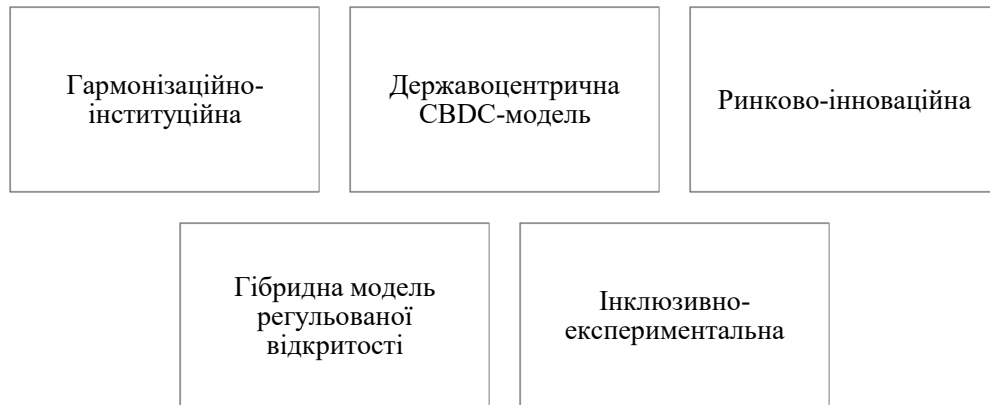 Гармонізаційно-
інституційна
Державоцентрична
CBDC-модель
Ринково-інноваційна
Гібридна модель
регульованої
відкритості
Інклюзивно-
експериментальна